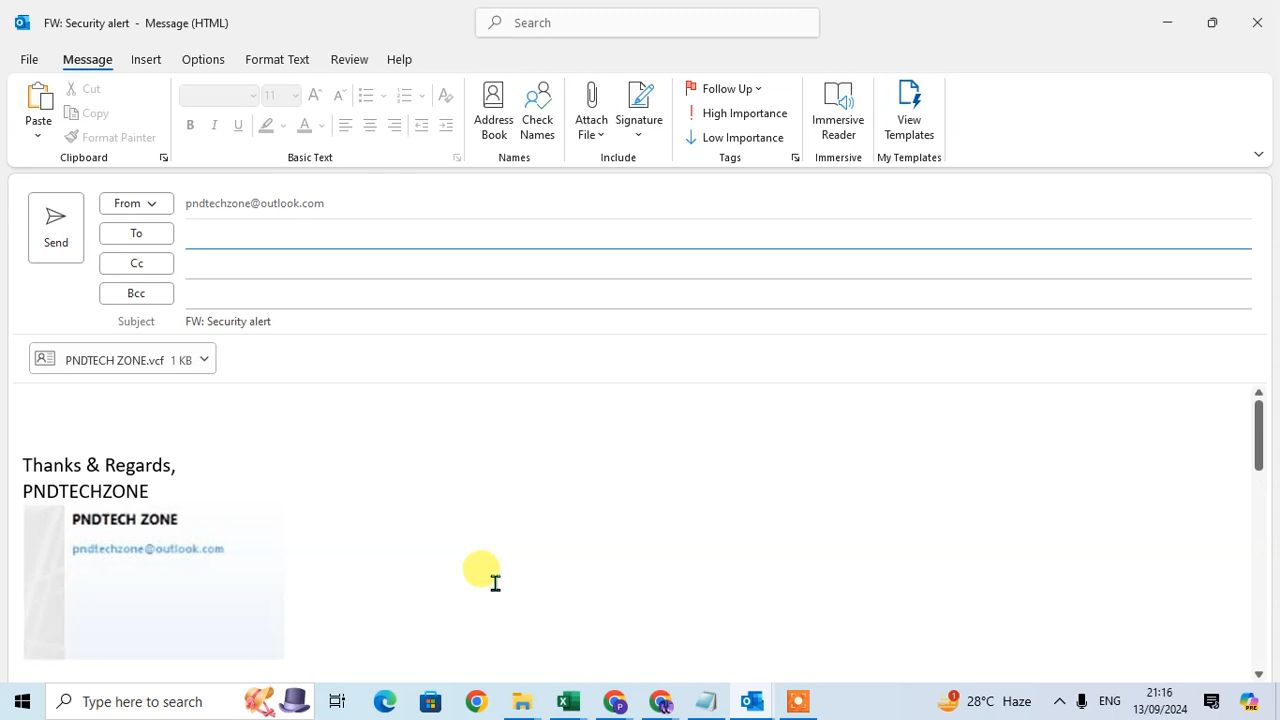 FW: Security alert - Message (HTML)
Search
File Message Insert Options Format Text Review Help
Paste
Cut
Copy
Format Painter
Clipboard
11
B I U
A
Basic Text
Address Book
Check Names
Names
Attach File
Signature
Include
Follow Up
High Importance
Low Importance
Tags
Immersive Reader
Immersive
View Templates
My Templates
Send
From pndtechzone@outlook.com
To
Cc
Bcc
Subject FW: Security alert
PNDTECH ZONE.vcf 1 KB
Thanks & Regards,
PNDTECHZONE
PNDTECH ZONE
pndtechzone@outlook.com
Type here to search
1 28°C Haze
ENG
21:16
13/09/2024